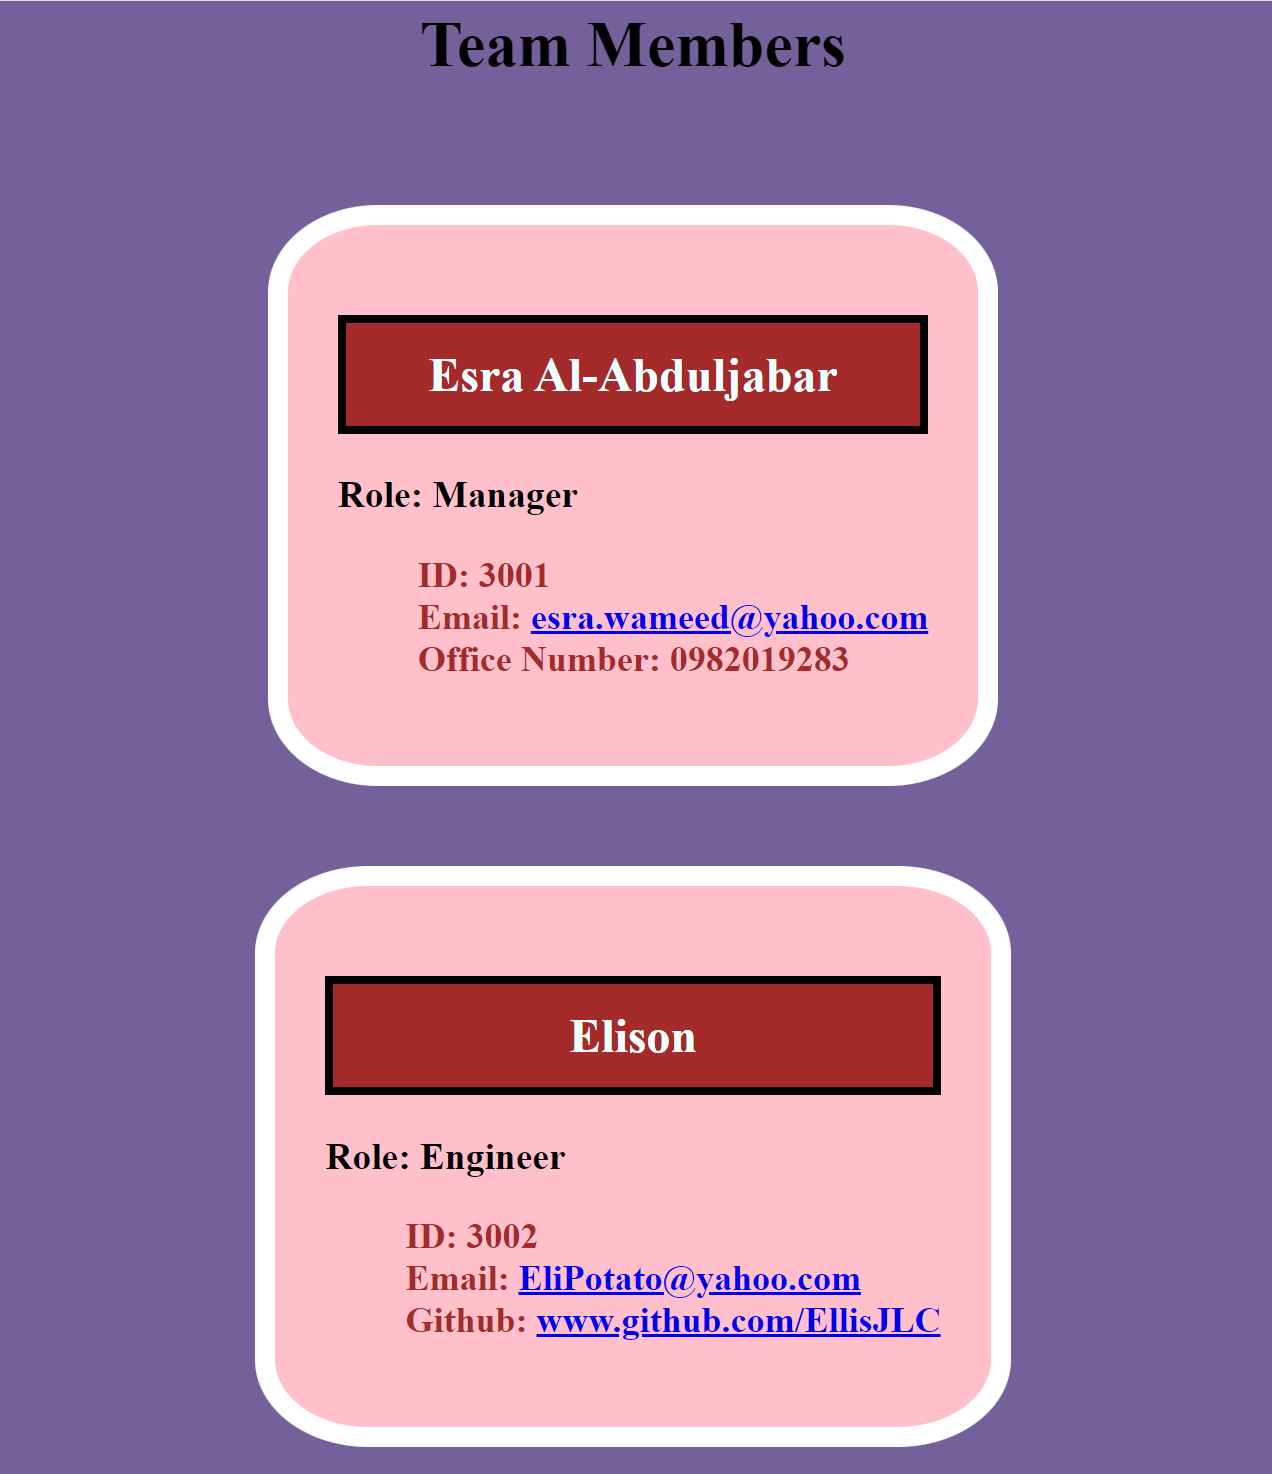 Team Members
Esra Al-Abduljabar
Role: Manager
ID: 3001
Email: esra.wameed@yahoo.com
Office Number: 0982019283
Elison
Role: Engineer
ID: 3002
Email: EliPotato@yahoo.com
Github: www.github.com/EllisJLC